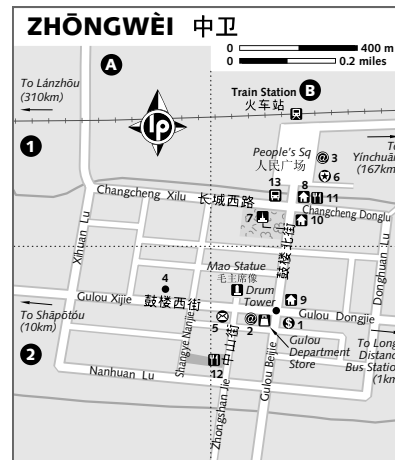 ZHŌNGWÈI 中卫
0 400 m
0 0.2 miles
A
B
To Lánzhōu
(310km)
Train Station
火车站
lp
1
People's Sq
人民广场
3
6
To
Yínchuān
(167km)
13
8
11
Changcheng Xilu
长城西路
Changcheng Donglu
7
10
Xihuan Lu
鼓楼北街
Donghuan Lu
4
Mao Statue
毛主席像
Drum
Tower
9
Gulou Xijie
鼓楼西街
Gulou Dongjie
To Shāpōtóu
(10km)
Shangye Nanjie
5
2
1
中山街
Gulou
Department
Store
To Long
Distance
Bus Station
(1km)
2
12
Nanhuan Lu
Zhongshan Jie
Gulou Beijie